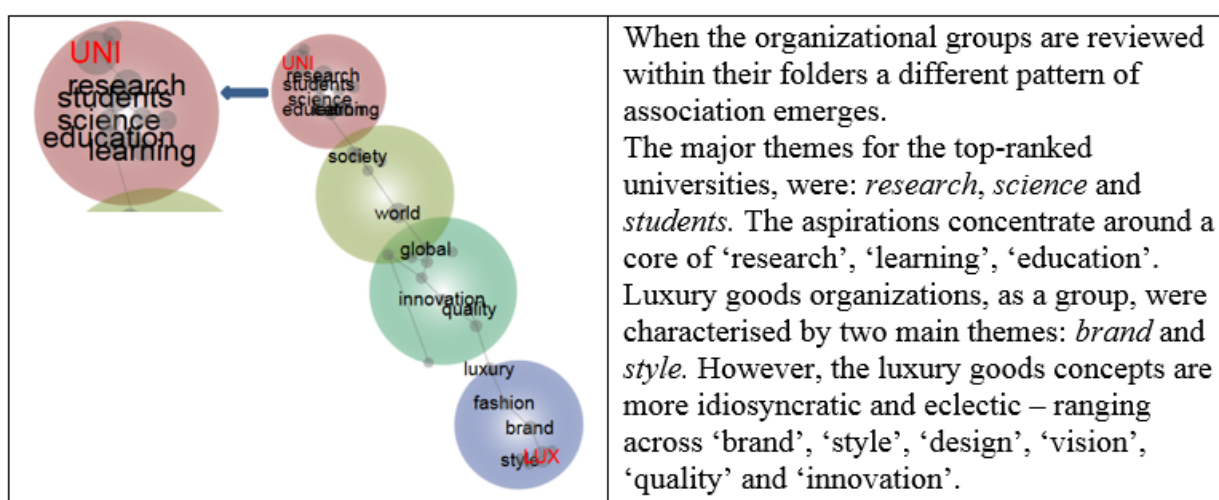 UNI
research
students
science
education
learning
UNI
research
students
science
education learning
society
world
global
innovation
quality
luxury
fashion
brand
style LUX
When the organizational groups are reviewed
within their folders a different pattern of
association emerges.
The major themes for the top-ranked
universities, were: research, science and
students. The aspirations concentrate around a
core of ‘research’, ‘learning’, ‘education’.
Luxury goods organizations, as a group, were
characterised by two main themes: brand and
style. However, the luxury goods concepts are
more idiosyncratic and eclectic – ranging
across ‘brand’, ‘style’, ‘design’, ‘vision’,
‘quality’ and ‘innovation’.